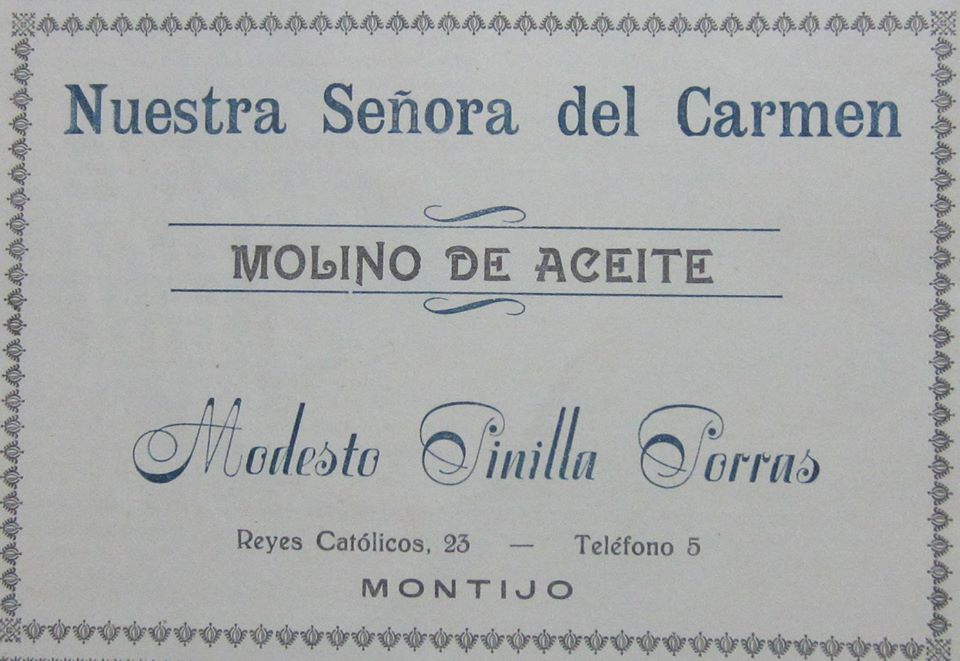 Nuestra Señora del Carmen
MOLINO DE ACEITE
Modesto Pinilla Porras
Reyes Católicos, 23 — Teléfono 5
MONTIJO